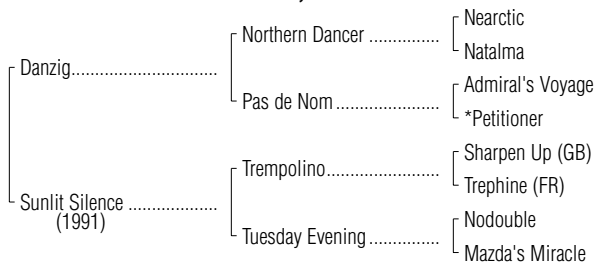 Nearctic
Northern Dancer ...............
Natalma
Danzig................................
Admiral's Voyage
Pas de Nom ......................
*Petitioner
Sharpen Up (GB)
Trempolino........................
Trephine (FR)
Sunlit Silence ...................
(1991)
Nodouble
Tuesday Evening...............
Mazda's Miracle